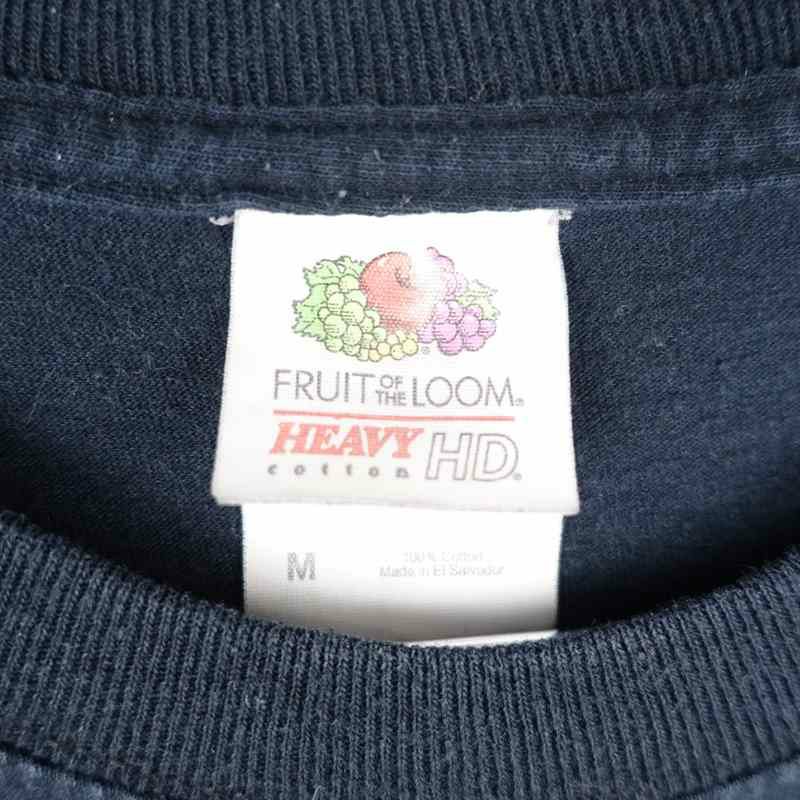 FRUIT OF THE LOOM®
HEAVY cotton HD®
M
100% Cotton
Made in El Salvador